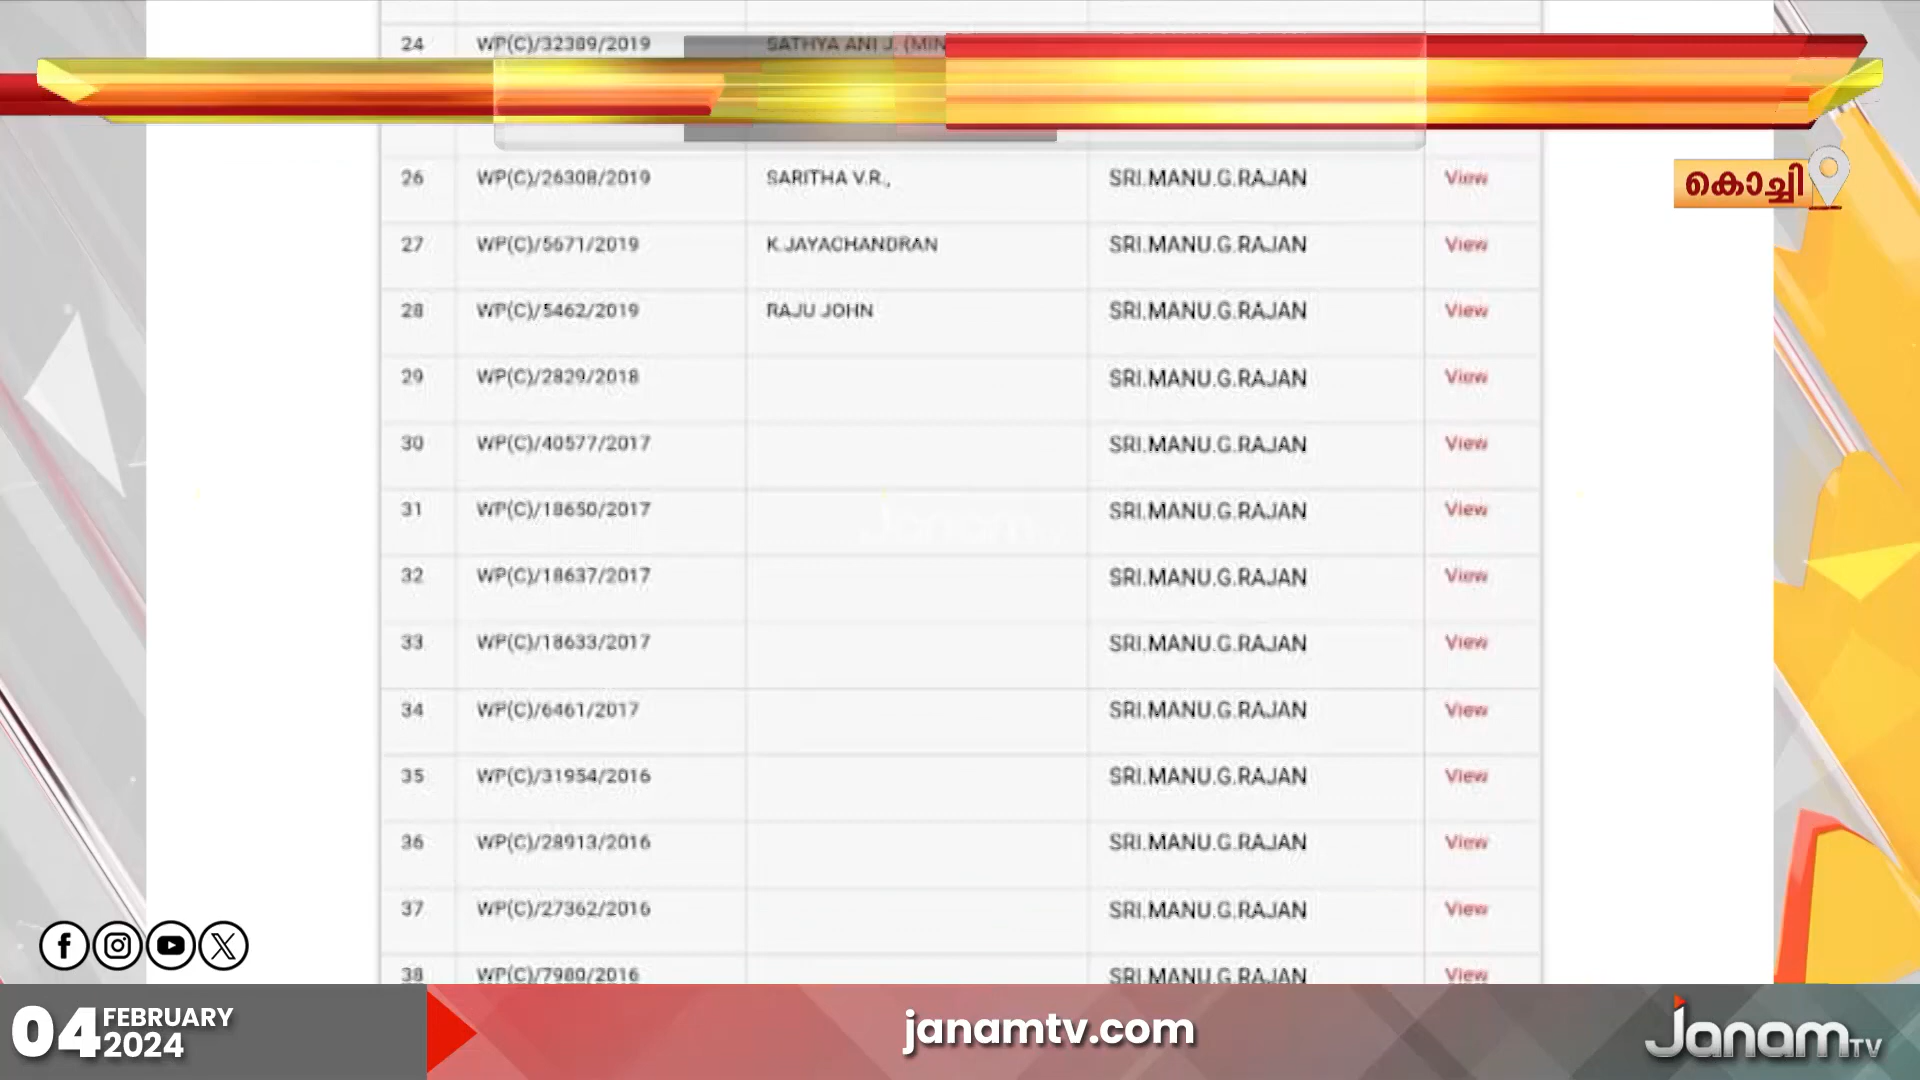 24 WP(C)/32389/2019 SATHYA ANI J. (MIN
26 WP(C)/26308/2019 SARITHA V.R., SRI.MANU.G.RAJAN View
കൊച്ചി
27 WP(C)/5671/2019 K.JAYACHANDRAN SRI.MANU.G.RAJAN View
28 WP(C)/5462/2019 RAJU JOHN SRI.MANU.G.RAJAN View
29 WP(C)/2829/2018 SRI.MANU.G.RAJAN View
30 WP(C)/40577/2017 SRI.MANU.G.RAJAN View
31 WP(C)/18650/2017 SRI.MANU.G.RAJAN View
Janam
32 WP(C)/18637/2017 SRI.MANU.G.RAJAN View
33 WP(C)/18633/2017 SRI.MANU.G.RAJAN View
34 WP(C)/6461/2017 SRI.MANU.G.RAJAN View
35 WP(C)/31954/2016 SRI.MANU.G.RAJAN View
36 WP(C)/28913/2016 SRI.MANU.G.RAJAN View
37 WP(C)/27362/2016 SRI.MANU.G.RAJAN View
38 WP(C)/7980/2016 SRI.MANU.G.RAJAN View
04 FEBRUARY
2024
janamtv.com
Janam TV